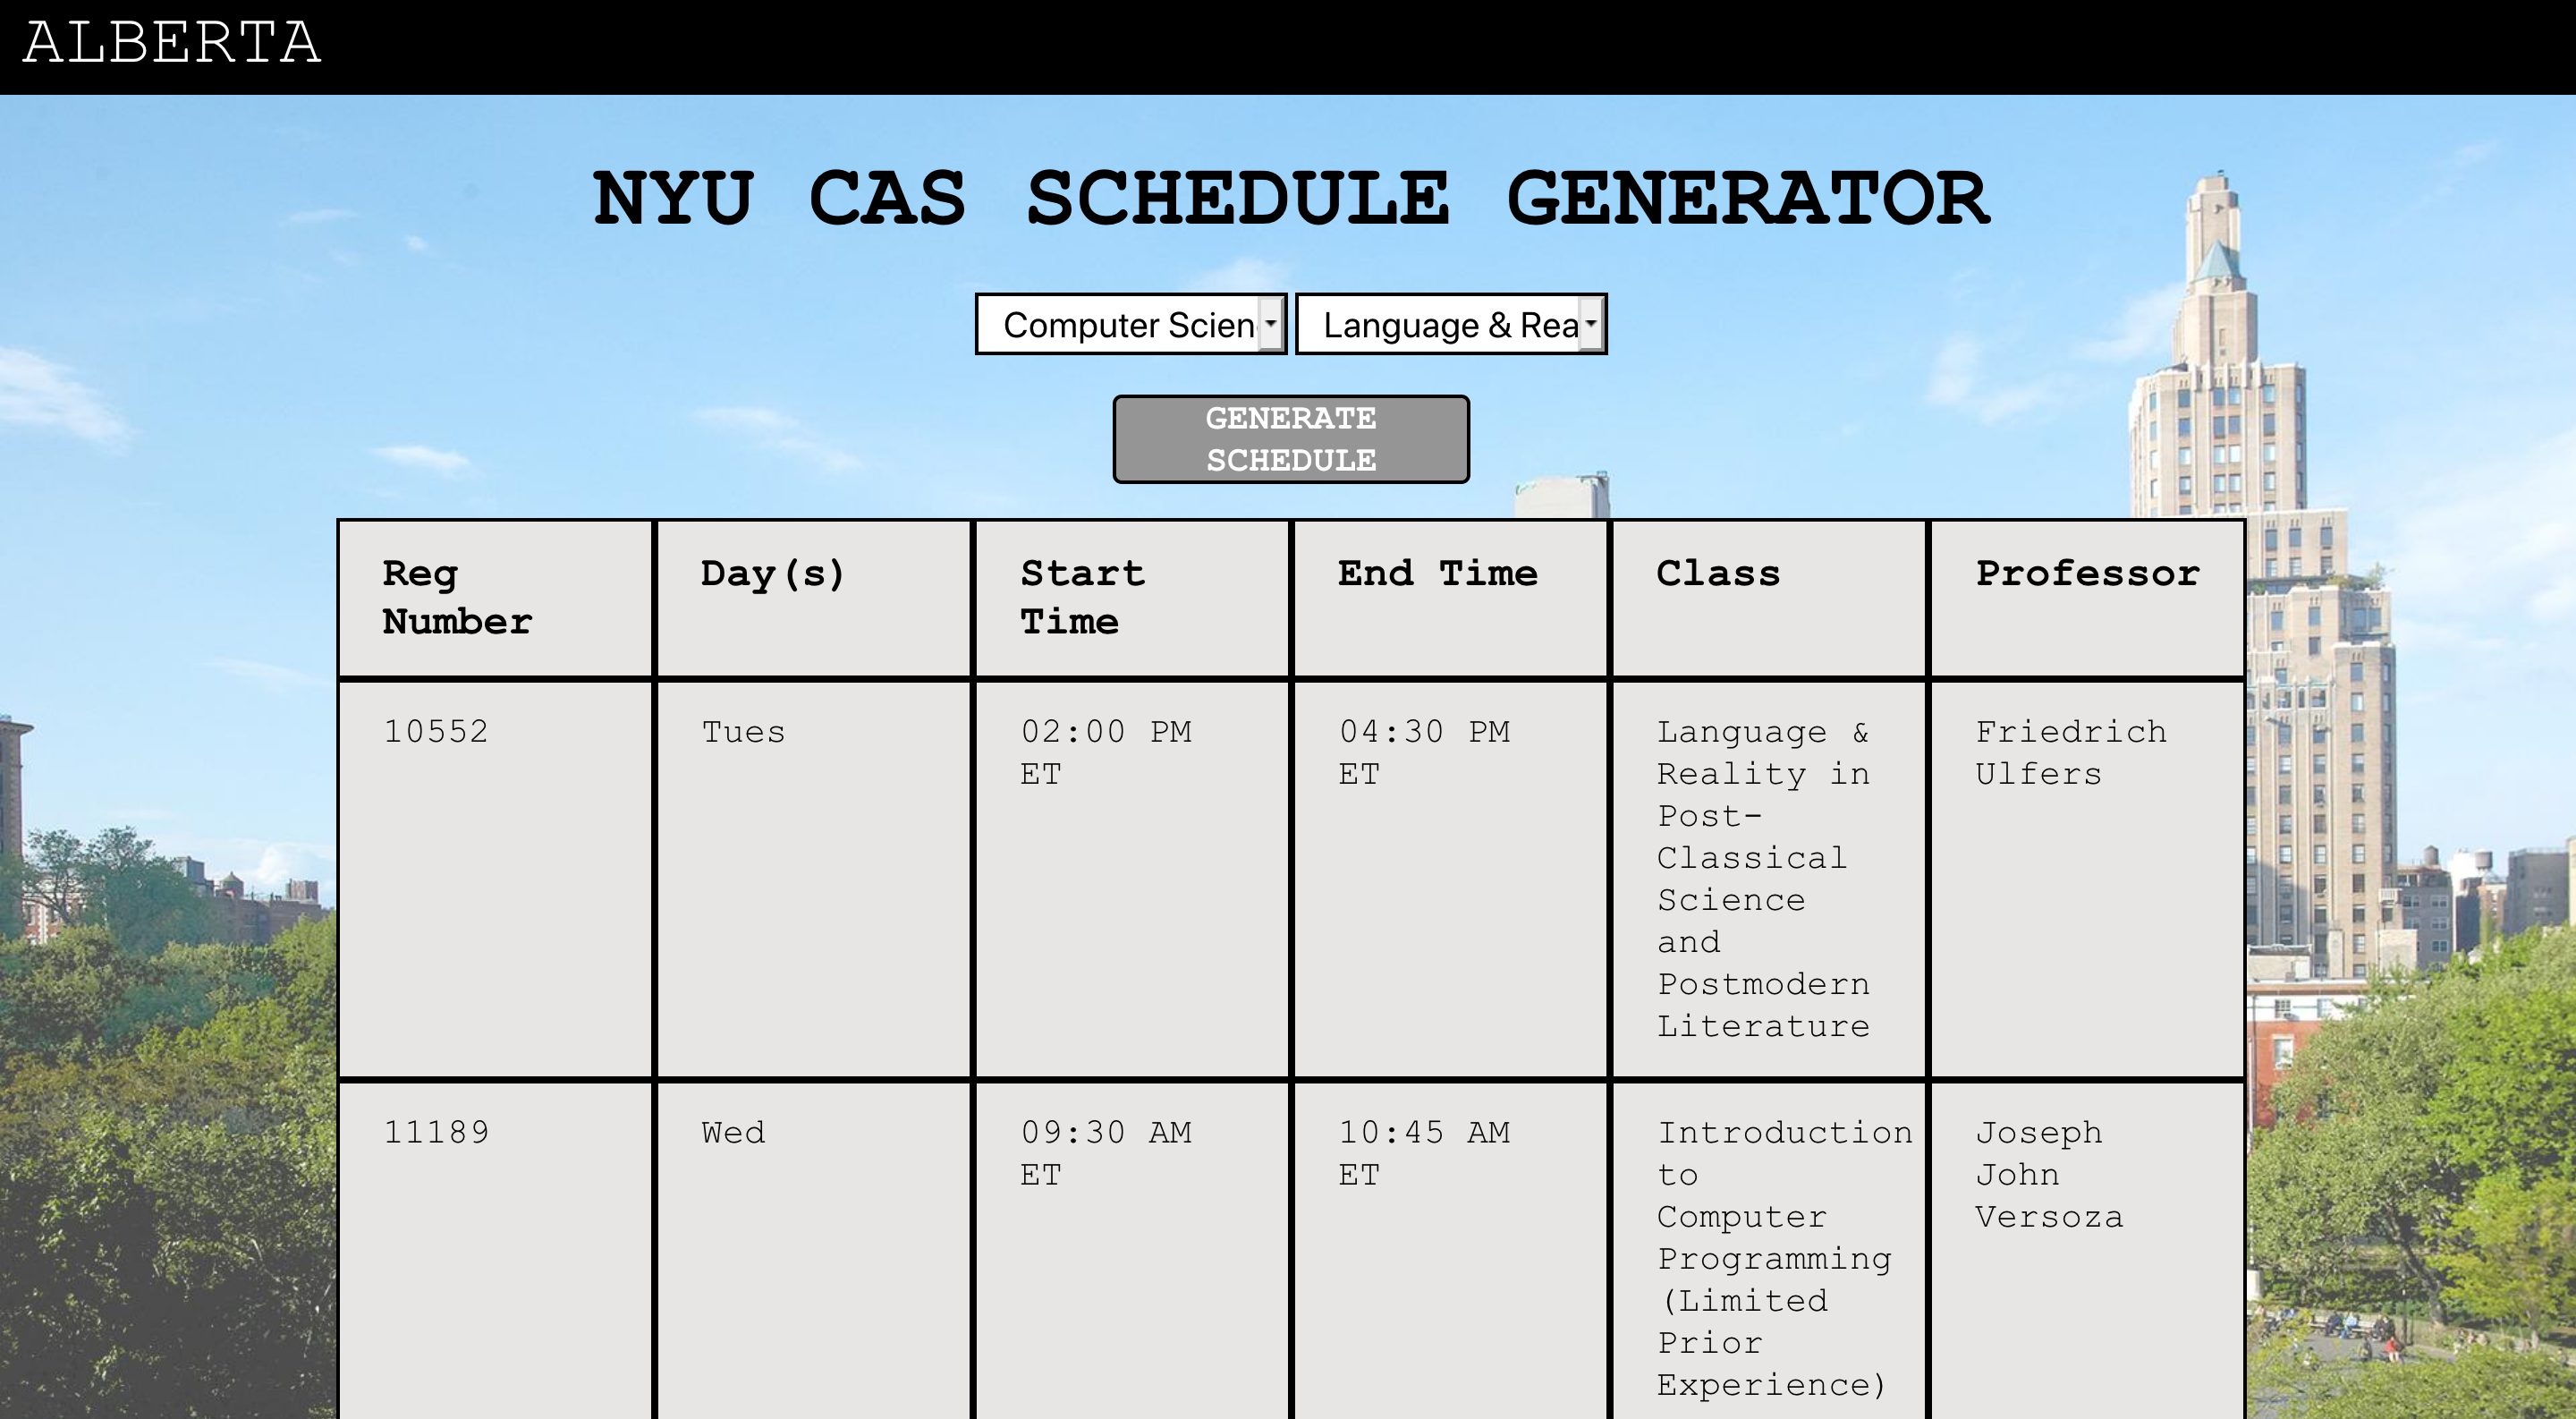 ALBERTA
NYU CAS SCHEDULE GENERATOR
Computer Scien
Language & Rea
GENERATE
SCHEDULE
Reg
Number
Day(s)
Start
Time
End Time
Class
Professor
10552
Tues
02:00 PM
ET
04:30 PM
ET
Language &
Reality in
Post-
Classical
Science
and
Postmodern
Literature
Friedrich
Ulfers
11189
Wed
09:30 AM
ET
10:45 AM
ET
Introduction
to
Computer
Programming
(Limited
Prior
Experience)
Joseph
John
Versoza